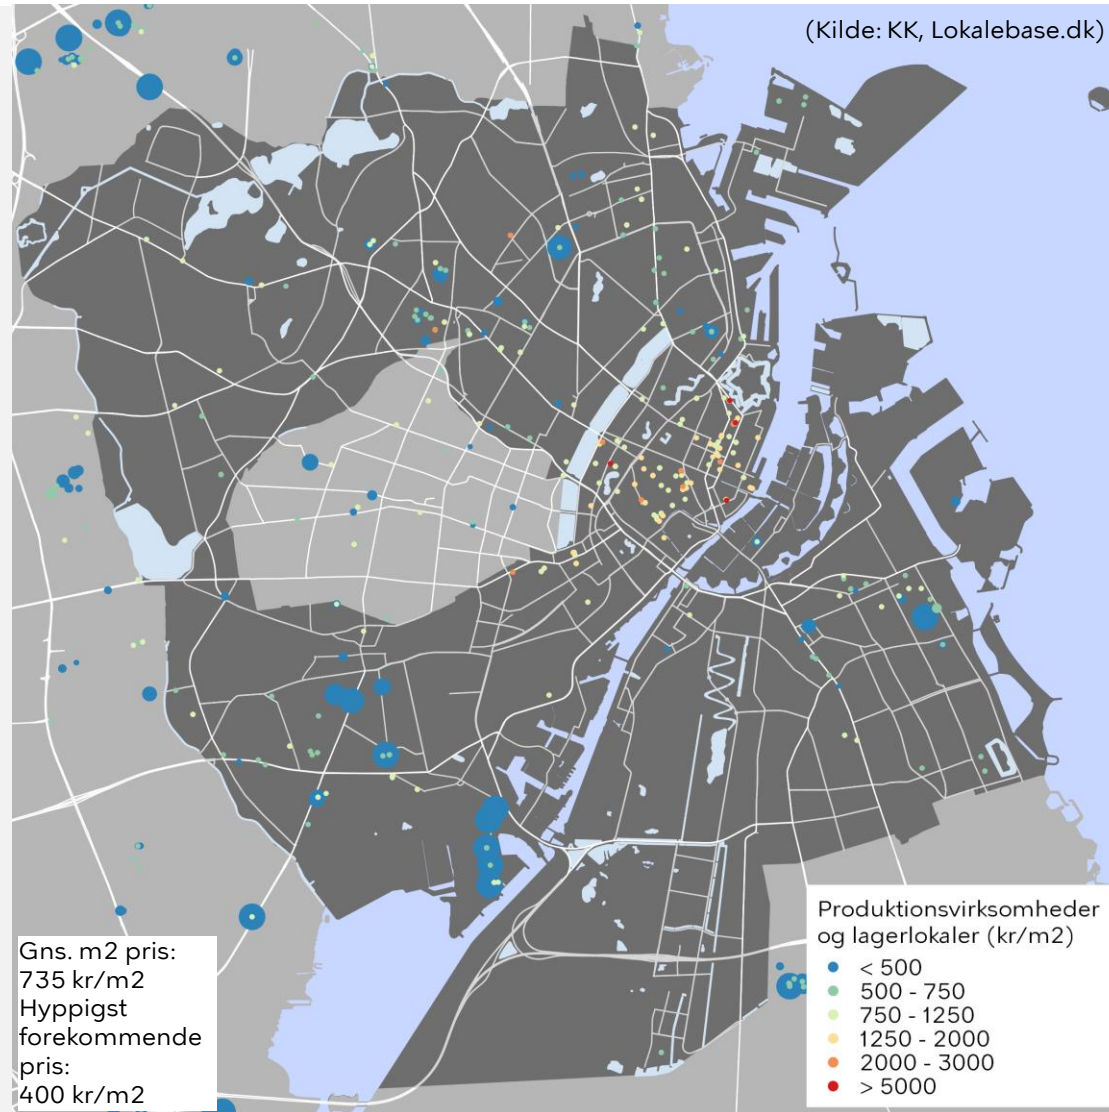 (Kilde: KK, Lokalebase.dk)
Produktionsvirksomheder
og lagerlokaler (kr/m2)
< 500
500 - 750
750 - 1250
1250 - 2000
2000 - 3000
> 5000
Gns. m2 pris:
735 kr/m2
Hyppigst
forekommende
pris:
400 kr/m2